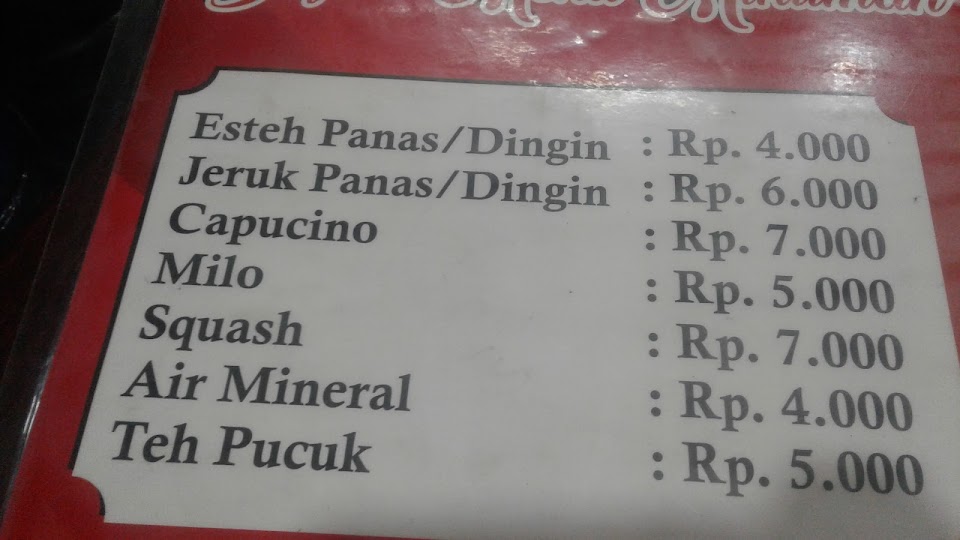 Esteh Panas/Dingin : Rp. 4.000
Jeruk Panas/Dingin : Rp. 6.000
Capucino : Rp. 7.000
Milo : Rp. 5.000
Squash : Rp. 7.000
Air Mineral : Rp. 4.000
Teh Pucuk : Rp. 5.000